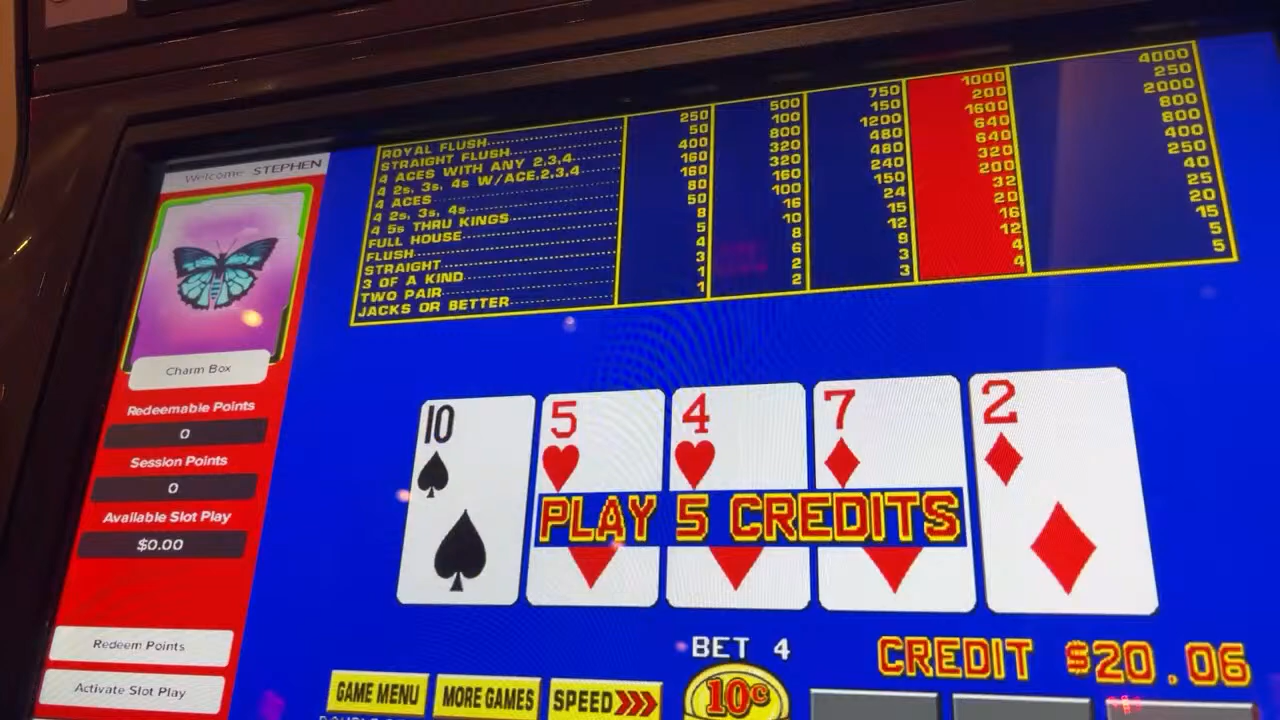 Welcome STEPHEN
Charm Box
Redeemable Points
0
Session Points
0
Available Slot Play
$0.00
Redeem Points
Activate Slot Play
ROYAL FLUSH 250 500 750 1000 4000
STRAIGHT FLUSH 50 100 150 200 250
4 ACES WITH ANY 2,3,4 400 800 1200 1600 2000
4 2s, 3s, 4s W/ACE,2,3,4 160 320 480 640 800
4 ACES 160 320 480 640 800
4 2s, 3s, 4s 80 160 240 320 400
4 5s THRU KINGS 50 100 150 200 250
FULL HOUSE 8 16 24 32 40
FLUSH 5 10 15 20 25
STRAIGHT 4 8 12 16 20
3 OF A KIND 3 6 9 12 15
TWO PAIR 1 2 3 4 5
JACKS OR BETTER 1 2 3 4 5
10 5 4 7 2
PLAY 5 CREDITS
BET 4
CREDIT $20.06
GAME MENU
MORE GAMES
SPEED
10¢